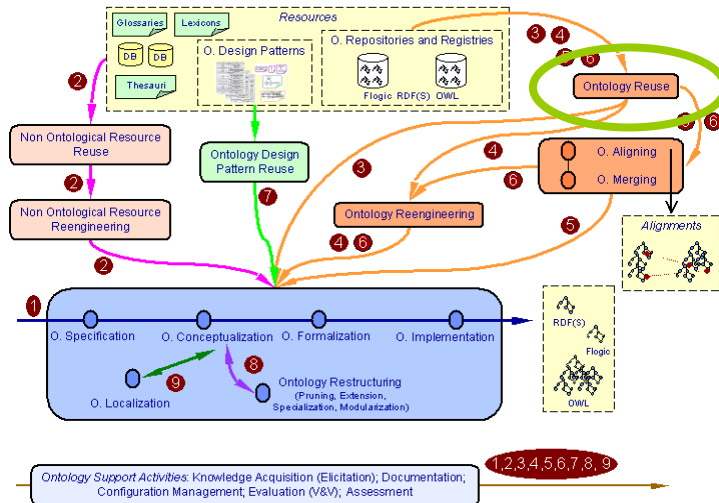 Resources
Glossaries
Lexicons
DB
DB
Thesauri
O. Design Patterns
O. Repositories and Registries
Flogic RDF(S) OWL
3 4
5 6
Ontology Reuse
5 6
2
Non Ontological Resource
Reuse
2
Non Ontological Resource
Reengineering
2
Ontology Design
Pattern Reuse
7
3
4
6
O. Aligning
O. Merging
Ontology Reengineering
4 6
5
Alignments
1
O. Specification
O. Conceptualization
O. Formalization
O. Implementation
9
8
O. Localization
Ontology Restructuring
(Pruning, Extension,
Specialization, Modularization)
RDF(S)
Flogic
OWL
1,2,3,4,5,6,7,8, 9
Ontology Support Activities: Knowledge Acquisition (Elicitation); Documentation;
Configuration Management; Evaluation (V&V); Assessment